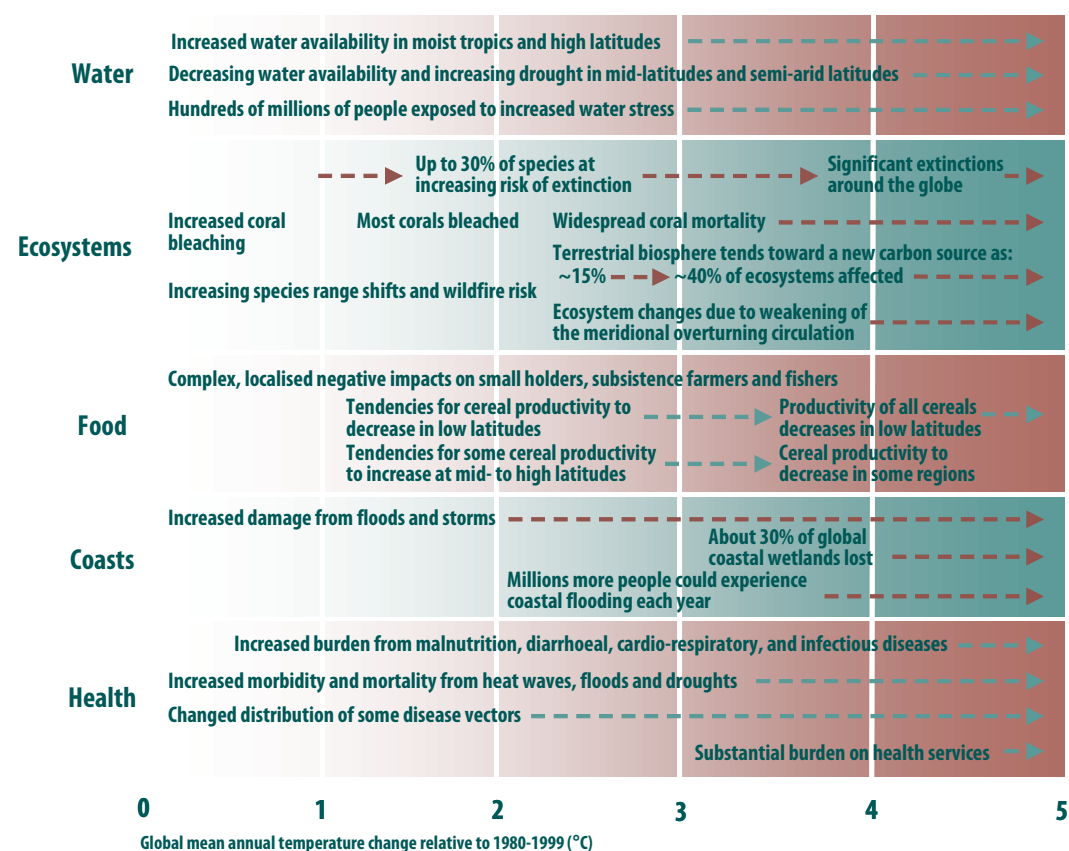 Water
Increased water availability in moist tropics and high latitudes
Decreasing water availability and increasing drought in mid-latitudes and semi-arid latitudes
Hundreds of millions of people exposed to increased water stress
Ecosystems
Up to 30% of species at
increasing risk of extinction
Significant extinctions
around the globe
Increased coral
bleaching
Most corals bleached
Widespread coral mortality
Terrestrial biosphere tends toward a new carbon source as:
~15%
~40% of ecosystems affected
Increasing species range shifts and wildfire risk
Ecosystem changes due to weakening of
the meridional overturning circulation
Food
Complex, localised negative impacts on small holders, subsistence farmers and fishers
Tendencies for cereal productivity to
decrease in low latitudes
Productivity of all cereals
decreases in low latitudes
Tendencies for some cereal productivity
to increase at mid- to high latitudes
Cereal productivity to
decrease in some regions
Coasts
Increased damage from floods and storms
About 30% of global
coastal wetlands lost
Millions more people could experience
coastal flooding each year
Health
Increased burden from malnutrition, diarrhoeal, cardio-respiratory, and infectious diseases
Increased morbidity and mortality from heat waves, floods and droughts
Changed distribution of some disease vectors
Substantial burden on health services
0 1 2 3 4 5
Global mean annual temperature change relative to 1980-1999 (°C)